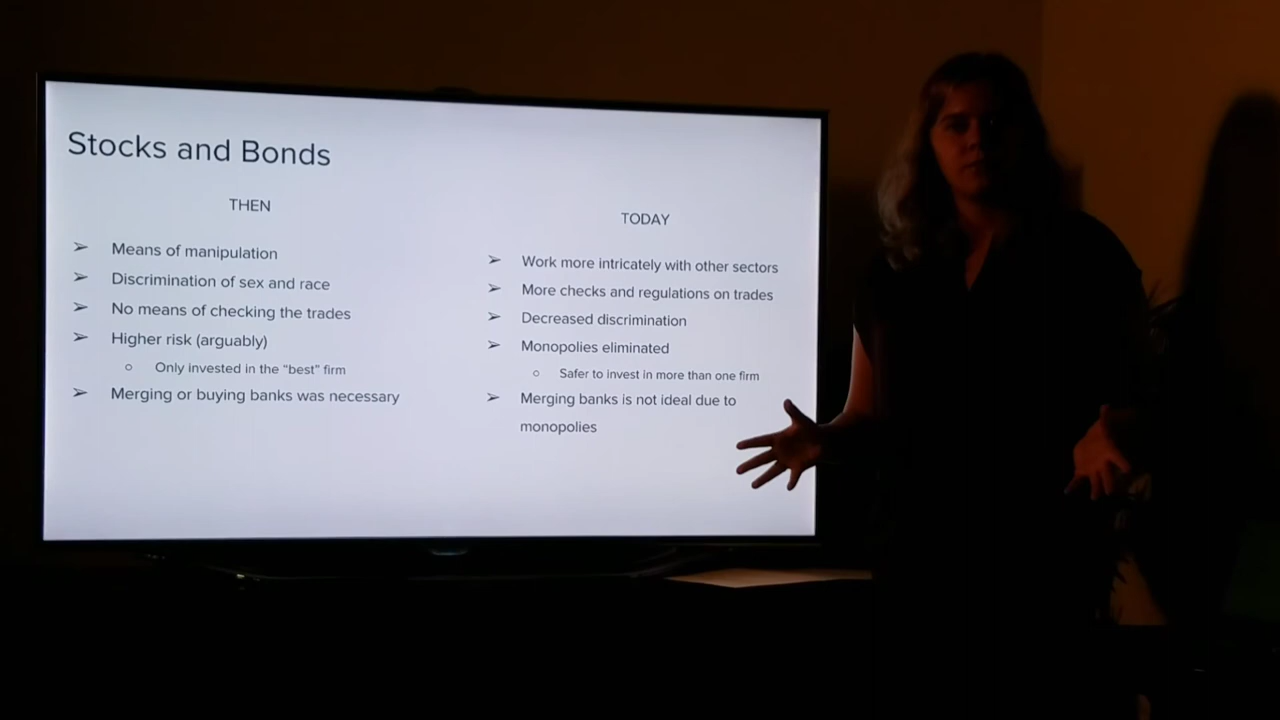 Stocks and Bonds
THEN
➢ Means of manipulation
➢ Discrimination of sex and race
➢ No means of checking the trades
➢ Higher risk (arguably)
○ Only invested in the “best” firm
➢ Merging or buying banks was necessary
TODAY
➢ Work more intricately with other sectors
➢ More checks and regulations on trades
➢ Decreased discrimination
➢ Monopolies eliminated
○ Safer to invest in more than one firm
➢ Merging banks is not ideal due to
monopolies